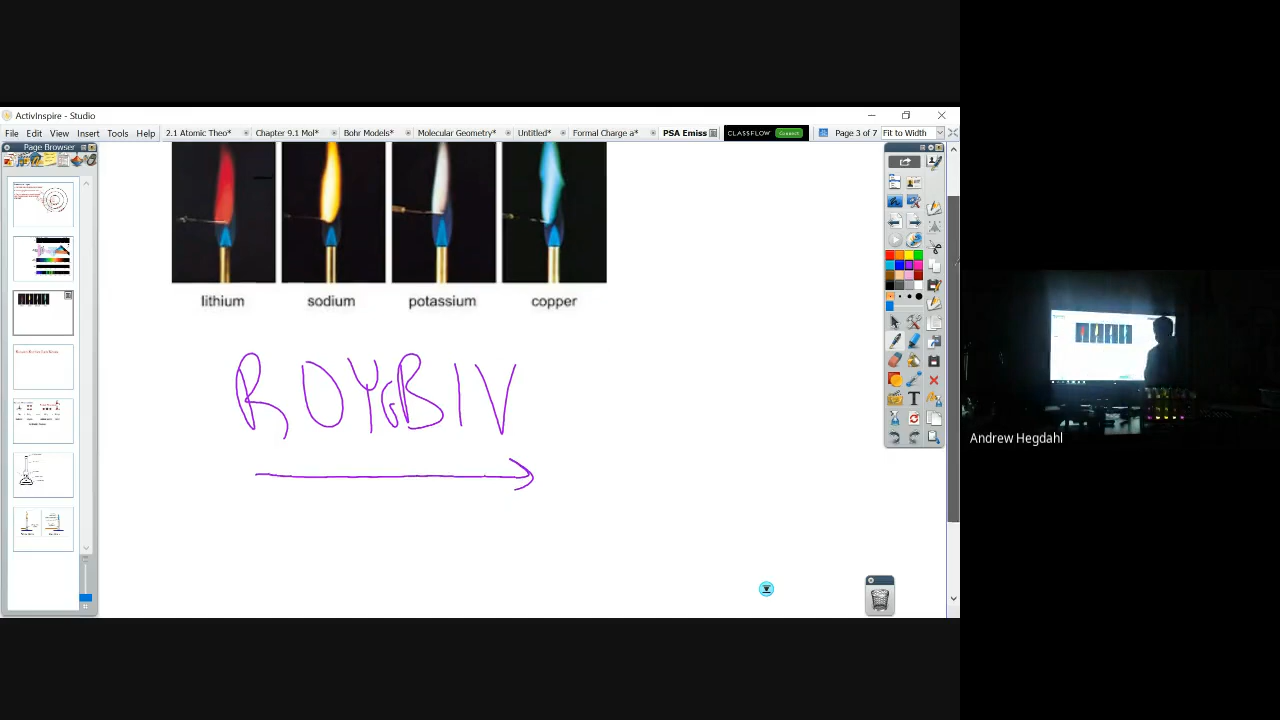 ActivInspire - Studio
File Edit View Insert Tools Help
2.1 Atomic Theo* Chapter 9.1 Mol* Bohr Models* Molecular Geometry* Untitled* Formal Charge a* PSA Emiss CLASSFLOW Connect Page 3 of 7 Fit to Width
Page Browser
lithium sodium potassium copper
ROYGBIV
Andrew Hegdahl